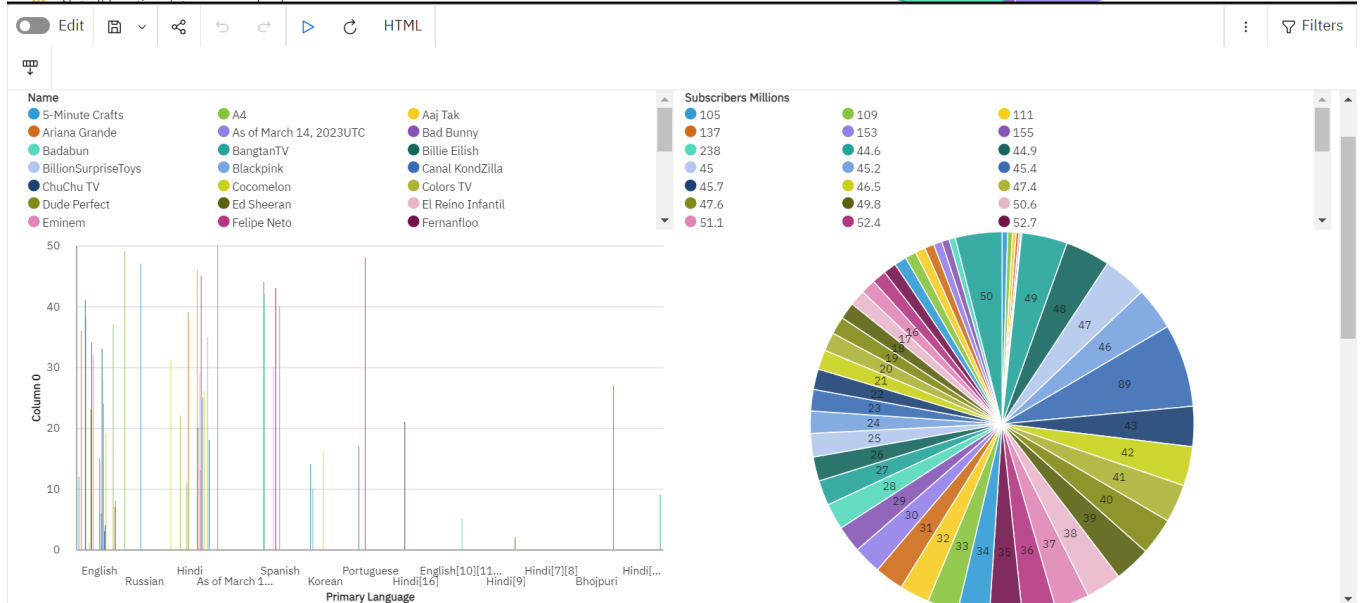 Edit HTML Filters
Name
5-Minute Crafts A4 Aaj Tak
Ariana Grande As of March 14, 2023UTC Bad Bunny
Badabun BangtanTV Billie Eilish
BillionSurpriseToys Blackpink Canal KondZilla
ChuChu TV Cocomelon Colors TV
Dude Perfect Ed Sheeran El Reino Infantil
Eminem Felipe Neto Fernanfloo
50
40
30
20
10
0
Column 0
English Hindi Spanish Portuguese English[10][11... Hindi[7][8] Hindi[...
Russian As of March 1... Korean Hindi[16] Hindi[9] Bhojpuri
Primary Language
Subscribers Millions
105 109 111
137 153 155
238 44.6 44.9
45 45.2 45.4
45.7 46.5 47.4
47.6 49.8 50.6
51.1 52.4 52.7
50
49
48
47
46
89
43
42
41
40
39
38
37
36
35
34
33
32
31
30
29
28
27
26
25
24
23
22
21
20
19
18
17
16